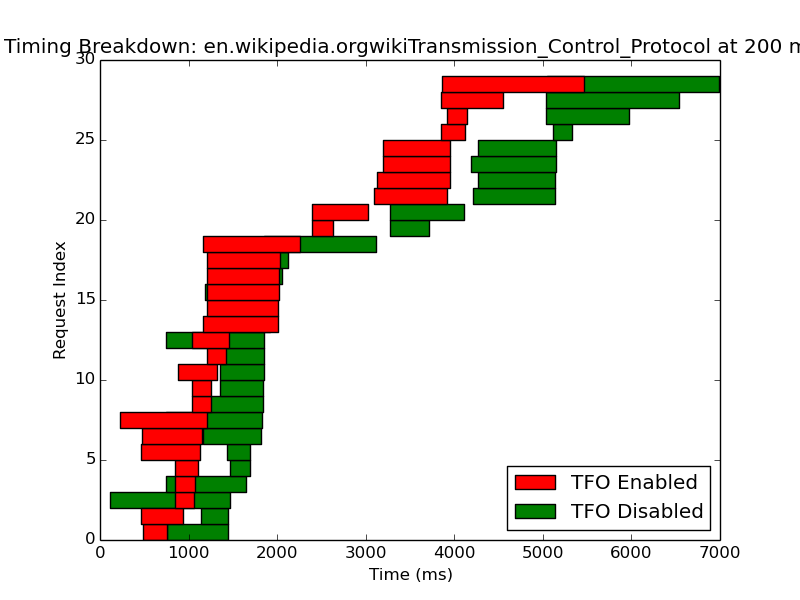 Timing Breakdown: en.wikipedia.orgwikiTransmission_Control_Protocol at 200 m
30
25
20
15
10
5
0
Request Index
TFO Enabled
TFO Disabled
0 1000 2000 3000 4000 5000 6000 7000
Time (ms)